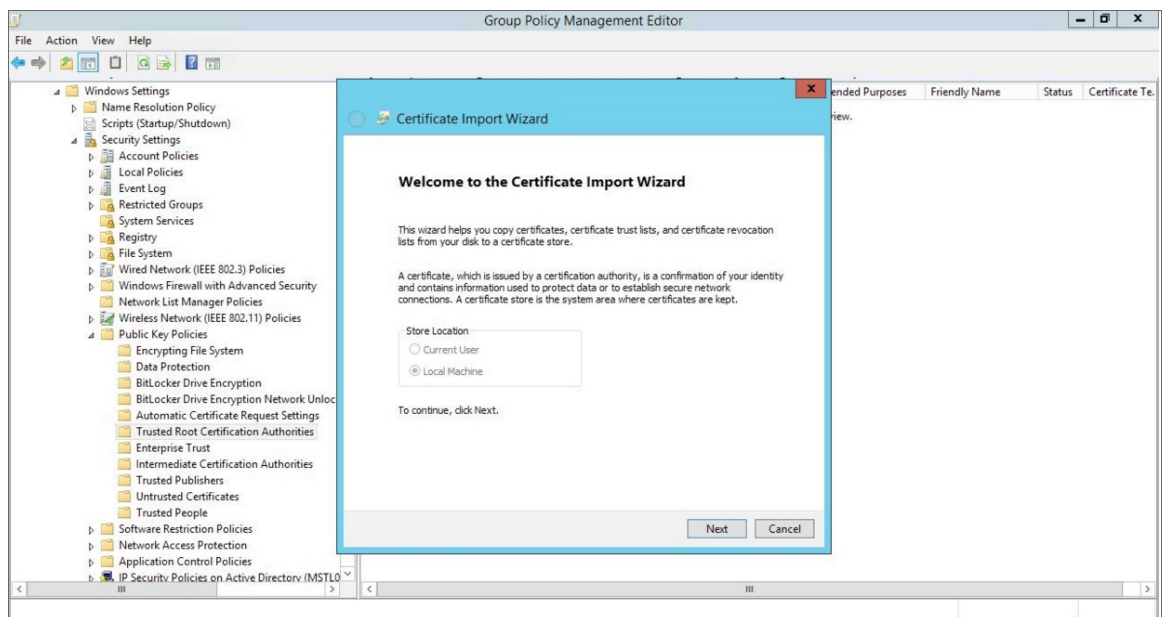 Group Policy Management Editor
File Action View Help
Windows Settings
Name Resolution Policy
Scripts (Startup/Shutdown)
Security Settings
Account Policies
Local Policies
Event Log
Restricted Groups
System Services
Registry
File System
Wired Network (IEEE 802.3) Policies
Windows Firewall with Advanced Security
Network List Manager Policies
Wireless Network (IEEE 802.11) Policies
Public Key Policies
Encrypting File System
Data Protection
BitLocker Drive Encryption
BitLocker Drive Encryption Network Unloc
Automatic Certificate Request Settings
Trusted Root Certification Authorities
Enterprise Trust
Intermediate Certification Authorities
Trusted Publishers
Untrusted Certificates
Trusted People
Software Restriction Policies
Network Access Protection
Application Control Policies
IP Security Policies on Active Directory (MSTL0
ended Purposes Friendly Name Status Certificate Te.
view.
Certificate Import Wizard
Welcome to the Certificate Import Wizard
This wizard helps you copy certificates, certificate trust lists, and certificate revocation
lists from your disk to a certificate store.
A certificate, which is issued by a certification authority, is a confirmation of your identity
and contains information used to protect data or to establish secure network
connections. A certificate store is the system area where certificates are kept.
Store Location
Current User
Local Machine
To continue, click Next.
Next Cancel